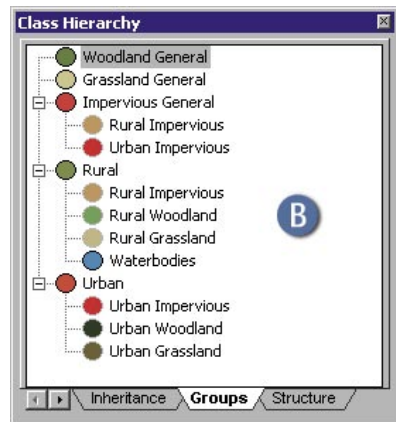 Class Hierarchy
Woodland General
Grassland General
Impervious General
Rural Impervious
Urban Impervious
Rural
Rural Impervious
Rural Woodland
Rural Grassland
Waterbodies
B
Urban
Urban Impervious
Urban Woodland
Urban Grassland
Inheritance Groups Structure